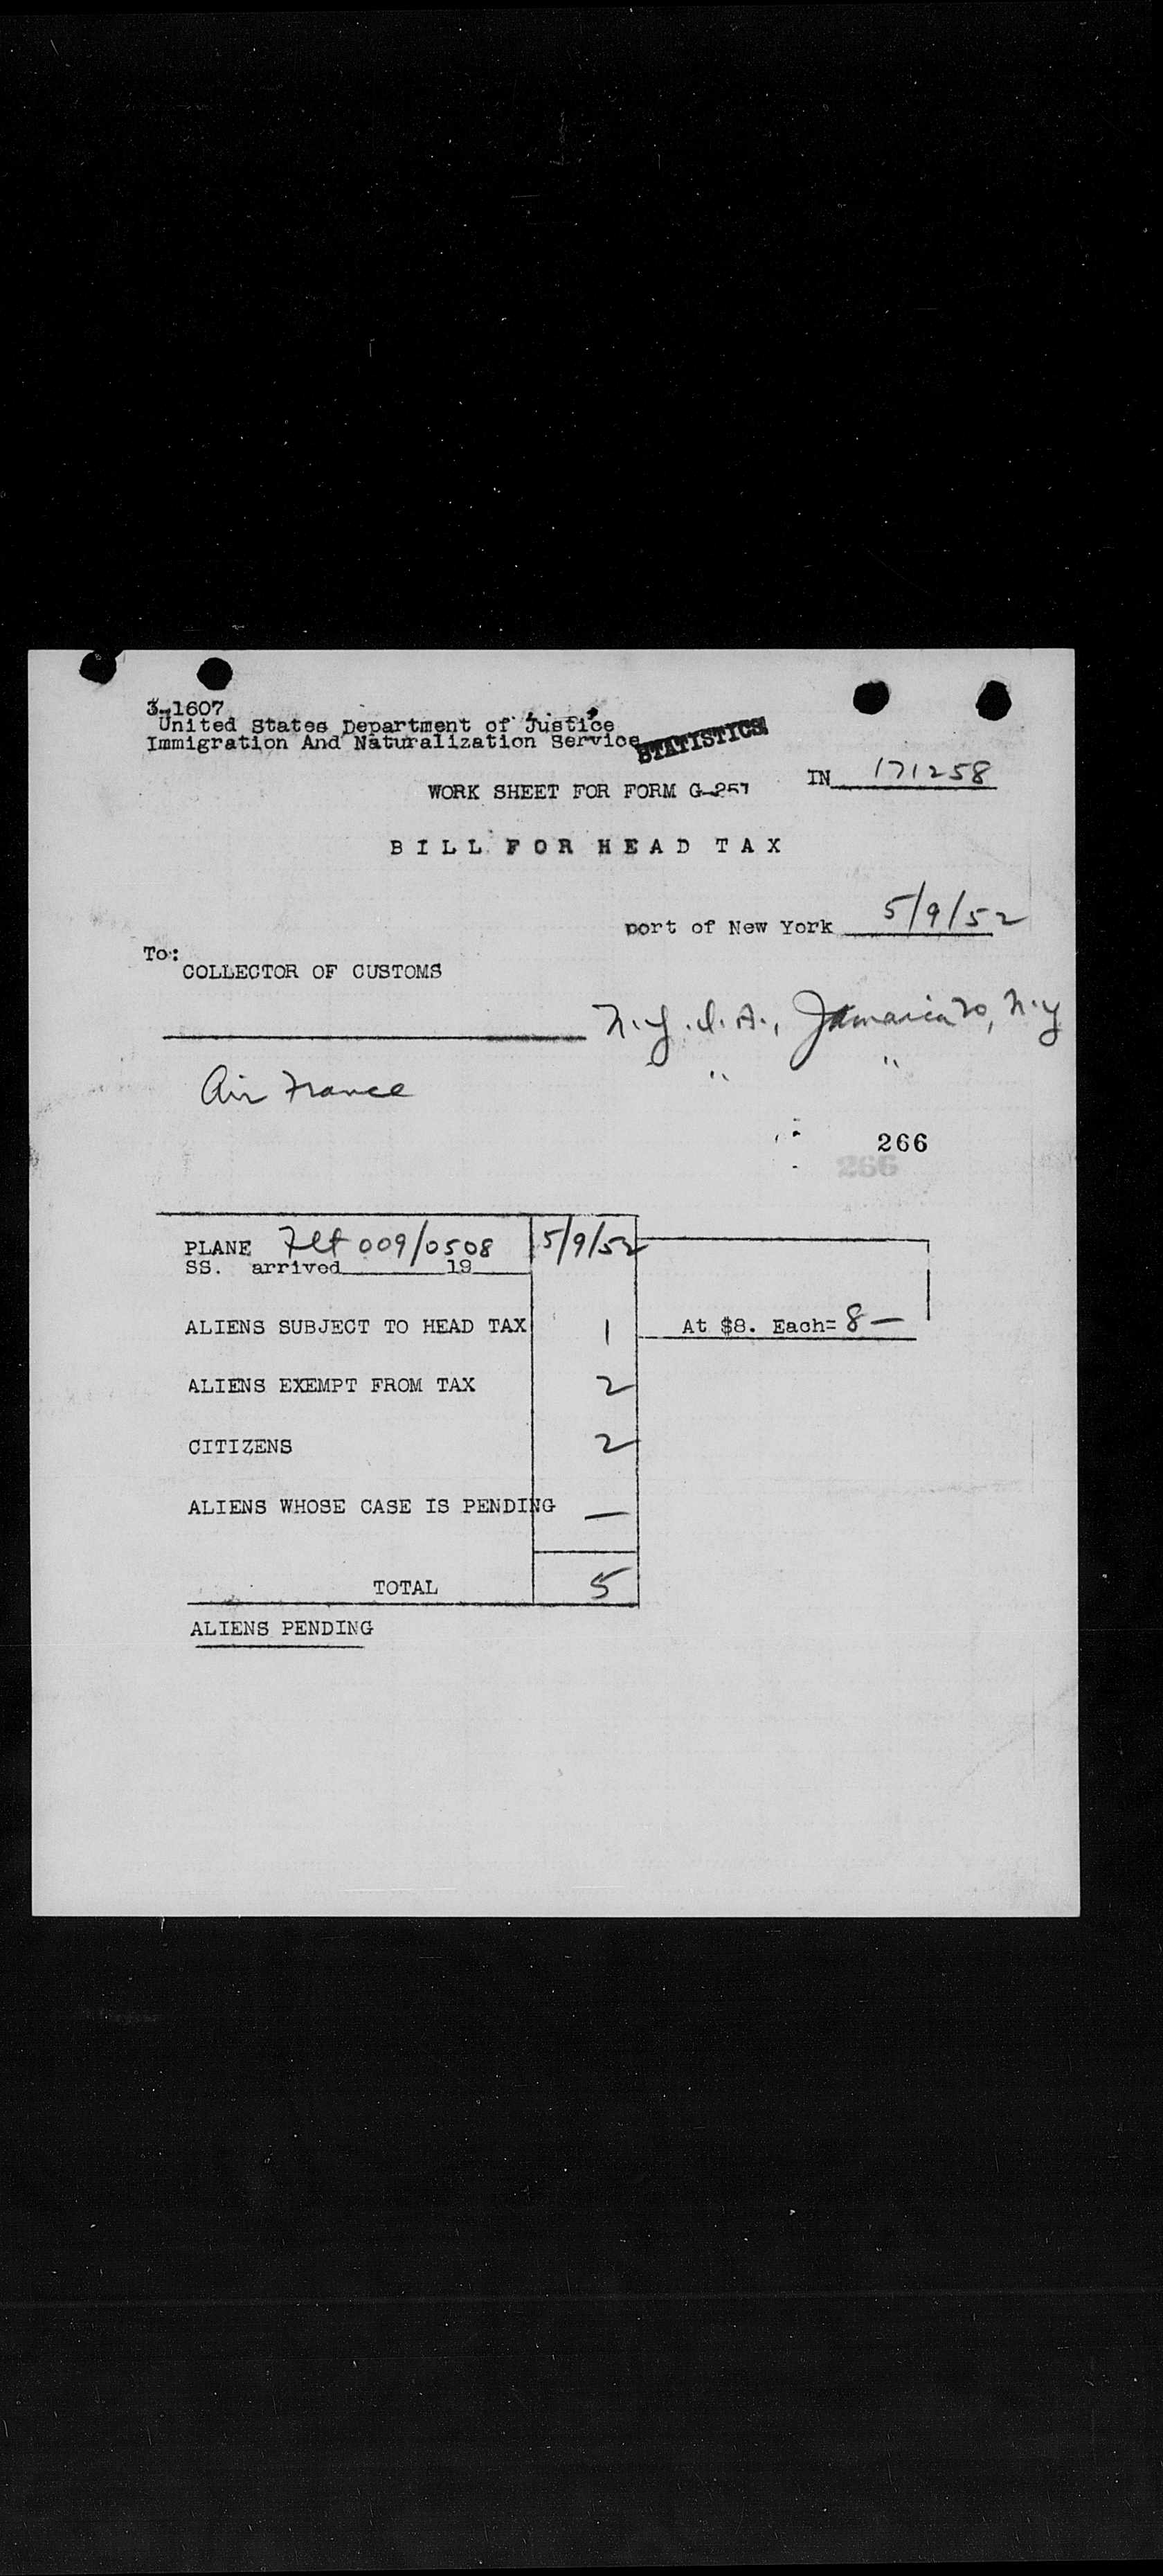 3-1607
United States Department of Justice
Immigration And Naturalization Service
STATISTICS
IN 171258
WORK SHEET FOR FORM G-257
BILL FOR HEAD TAX
port of New York 5/9/52
To:
COLLECTOR OF CUSTOMS
N.Y.I.A., Jamaica 20, N.Y
Air France " "
266
266
PLANE Flt 009/0508 5/9/52
SS. arrived 19
ALIENS SUBJECT TO HEAD TAX 1 At $8. Each= 8 —
ALIENS EXEMPT FROM TAX 2
CITIZENS 2
ALIENS WHOSE CASE IS PENDING —
TOTAL 5
ALIENS PENDING